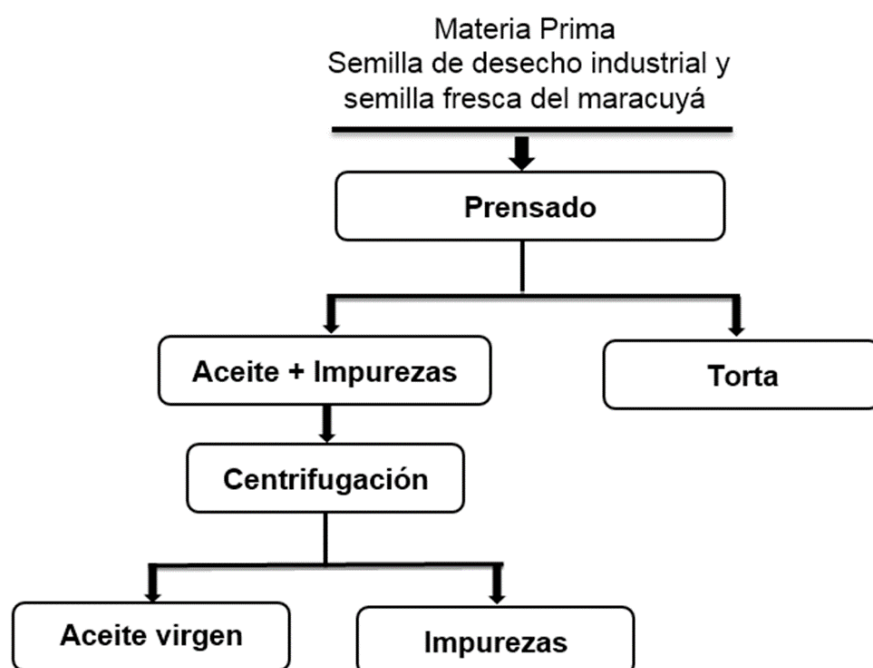 Materia Prima
Semilla de desecho industrial y
semilla fresca del maracuyá
Prensado
Aceite + Impurezas
Torta
Centrifugación
Aceite virgen
Impurezas